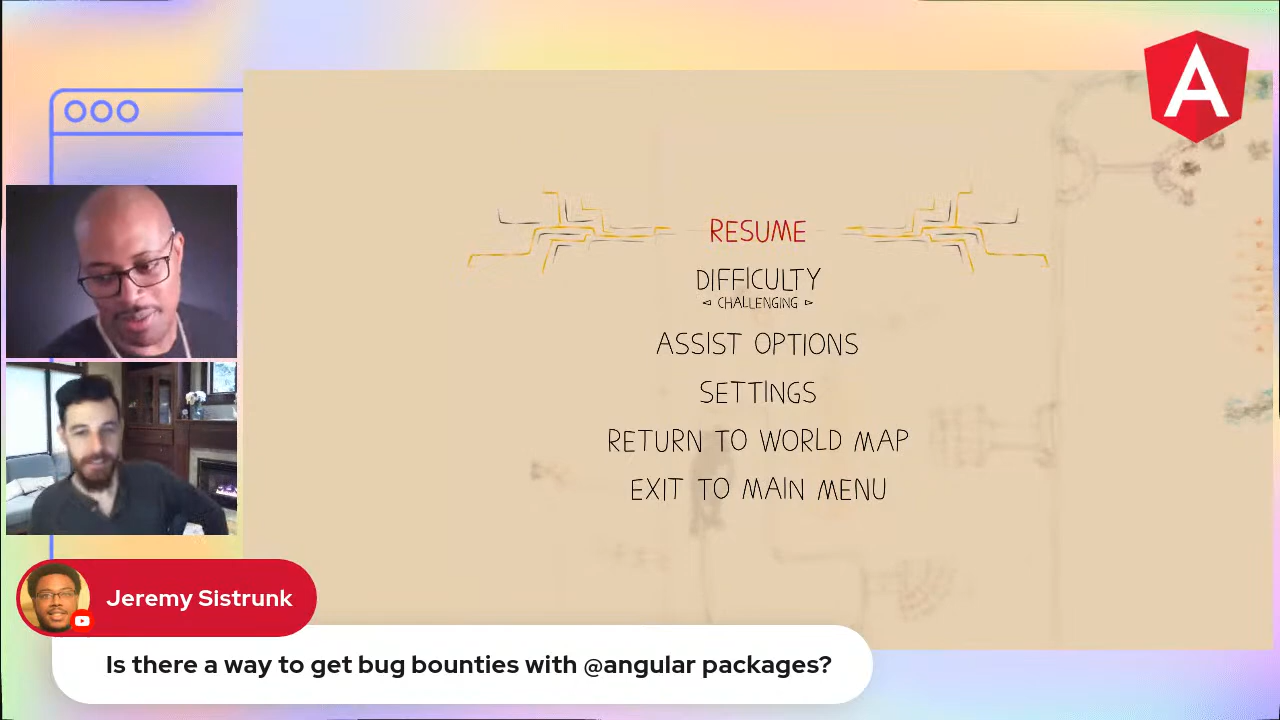 A
RESUME
DIFFICULTY
◁ CHALLENGING ▷
ASSIST OPTIONS
SETTINGS
RETURN TO WORLD MAP
EXIT TO MAIN MENU
Jeremy Sistrunk
Is there a way to get bug bounties with @angular packages?